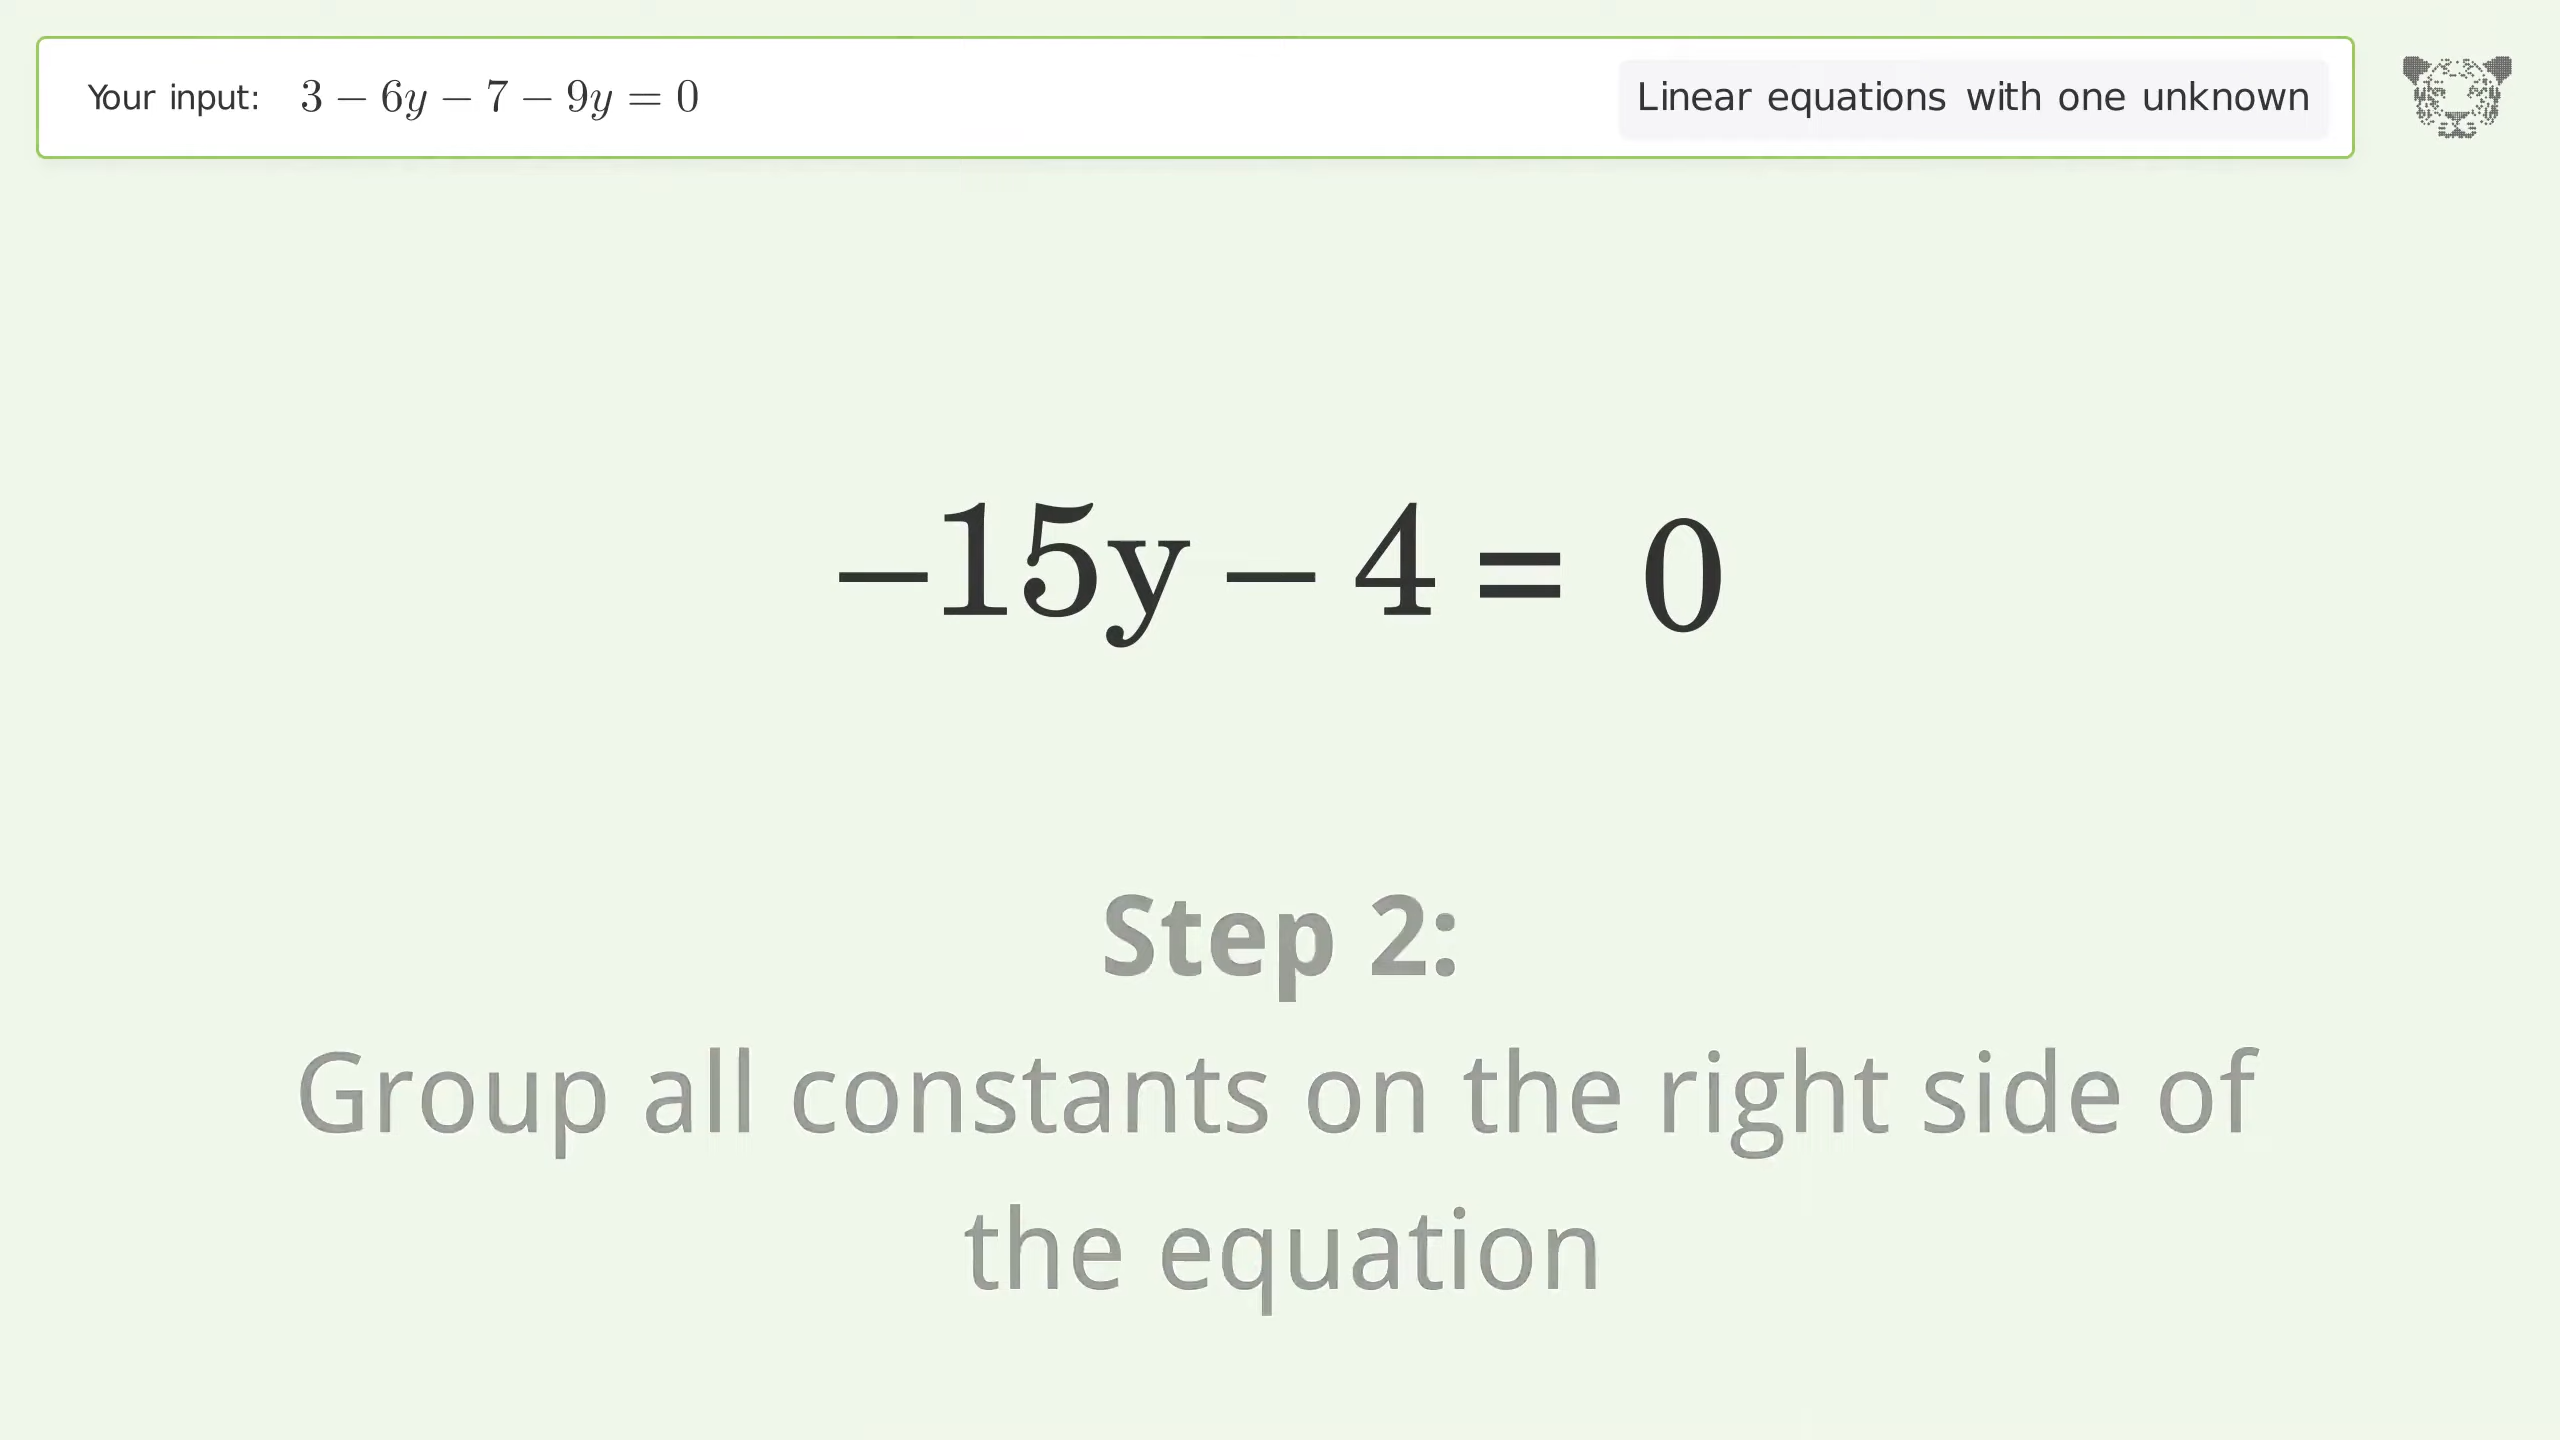 Your input: 3 − 6y − 7 − 9y = 0
Linear equations with one unknown
−15y − 4 = 0
Step 2:
Group all constants on the right side of
the equation